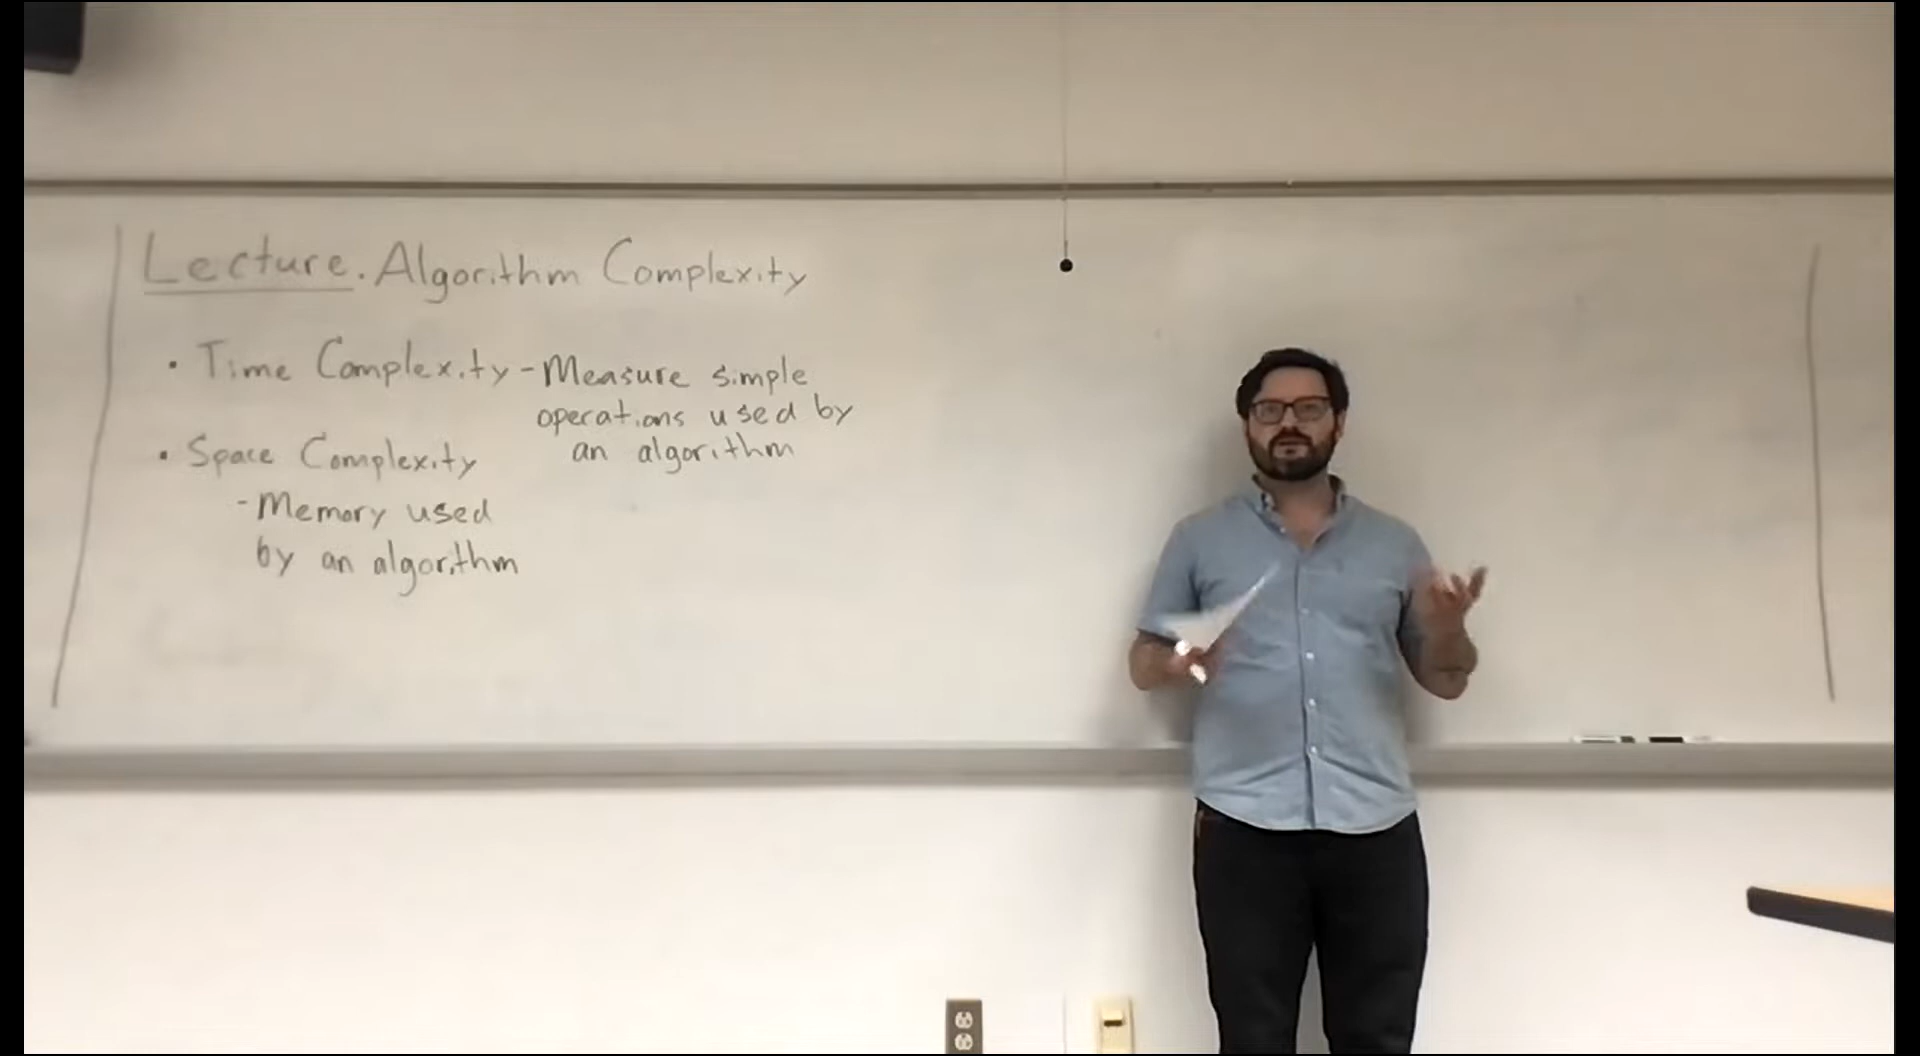 Lecture. Algorithm Complexity
• Time Complexity - Measure simple
operations used by
an algorithm
• Space Complexity
- Memory used
by an algorithm